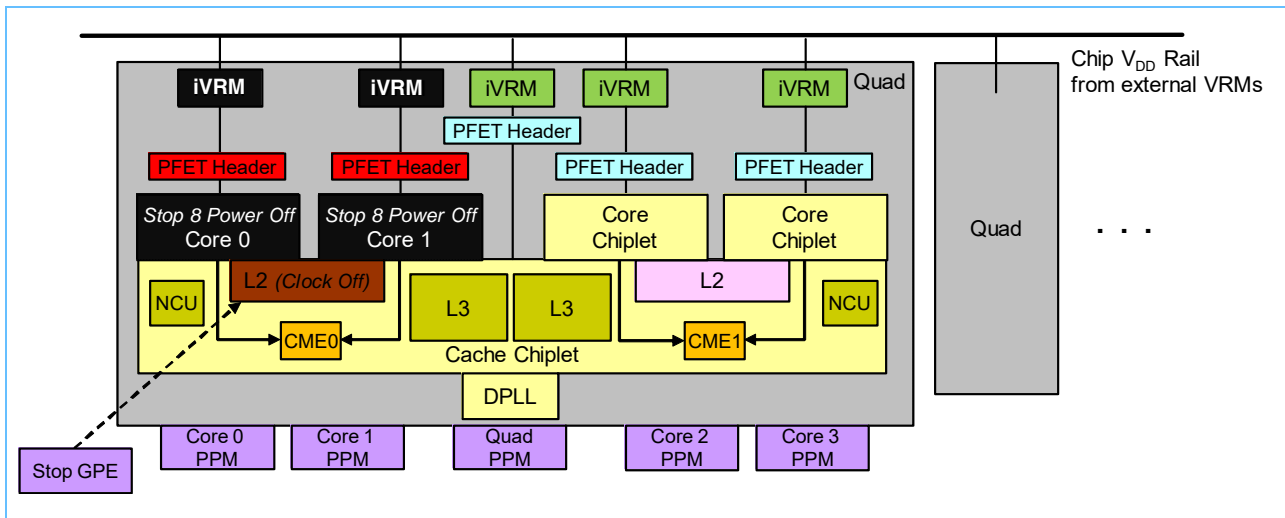 Chip VDD Rail
from external VRMs
Quad
iVRM
iVRM
iVRM
iVRM
iVRM
PFET Header
PFET Header
PFET Header
PFET Header
PFET Header
Stop 8 Power Off
Core 0
Stop 8 Power Off
Core 1
Core
Chiplet
Core
Chiplet
Quad
. . .
L2 (Clock Off)
L2
NCU
L3
L3
NCU
CME0
CME1
Cache Chiplet
DPLL
Core 0
PPM
Core 1
PPM
Quad
PPM
Core 2
PPM
Core 3
PPM
Stop GPE